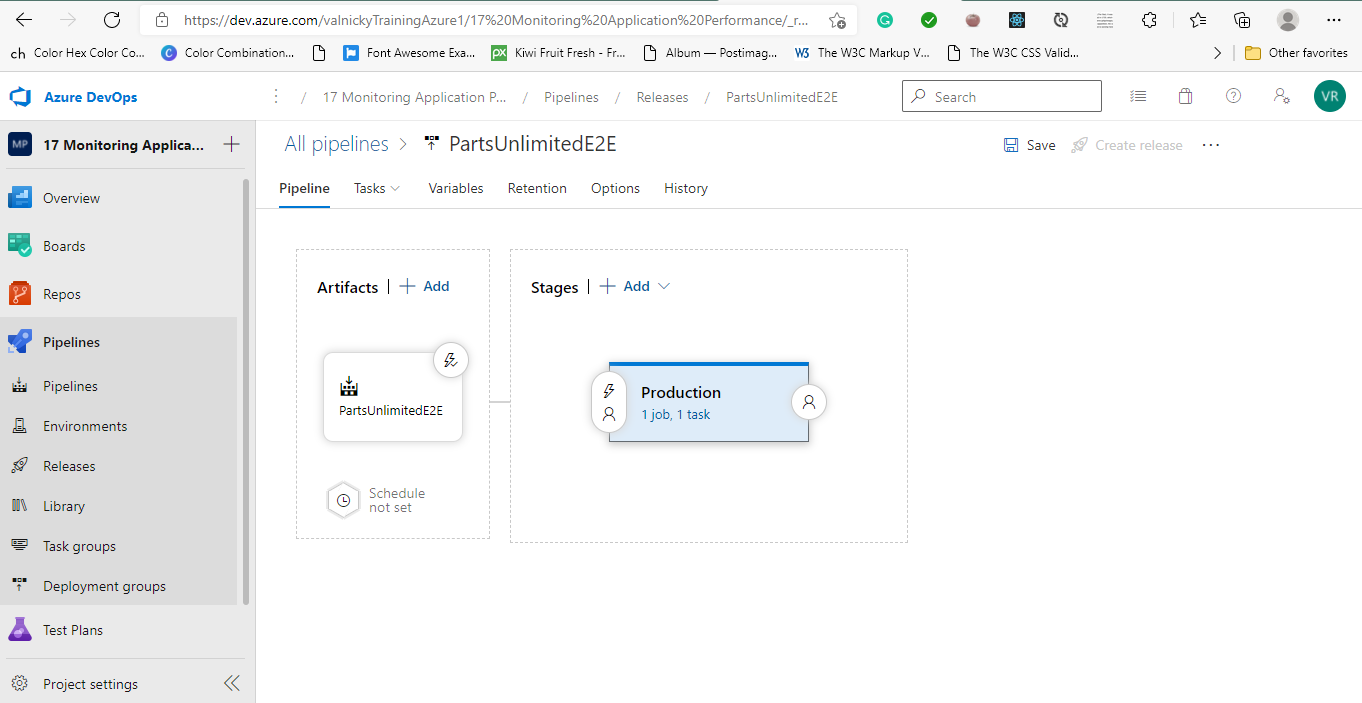 https://dev.azure.com/valnickyTrainingAzure1/17%20Monitoring%20Application%20Performance/_r...
ch Color Hex Color Co... C Color Combination... Font Awesome Exa... px Kiwi Fruit Fresh - Fr... Album — Postimag... W3 The W3C Markup V... The W3C CSS Valid... Other favorites
Azure DevOps / 17 Monitoring Application P... / Pipelines / Releases / PartsUnlimitedE2E Search VR
MP 17 Monitoring Applica...
All pipelines > PartsUnlimitedE2E Save Create release
Pipeline Tasks Variables Retention Options History
Overview
Boards
Repos
Pipelines
Pipelines
Environments
Releases
Library
Task groups
Deployment groups
Test Plans
Project settings
Artifacts | + Add
PartsUnlimitedE2E
Schedule
not set
Stages | + Add
Production
1 job, 1 task